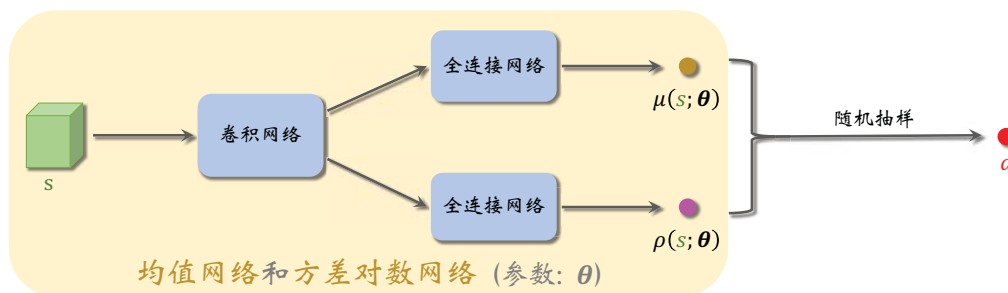 全连接网络
μ(s; θ)
卷积网络
随机抽样
s
a
全连接网络
ρ(s; θ)
均值网络和方差对数网络 (参数: θ)